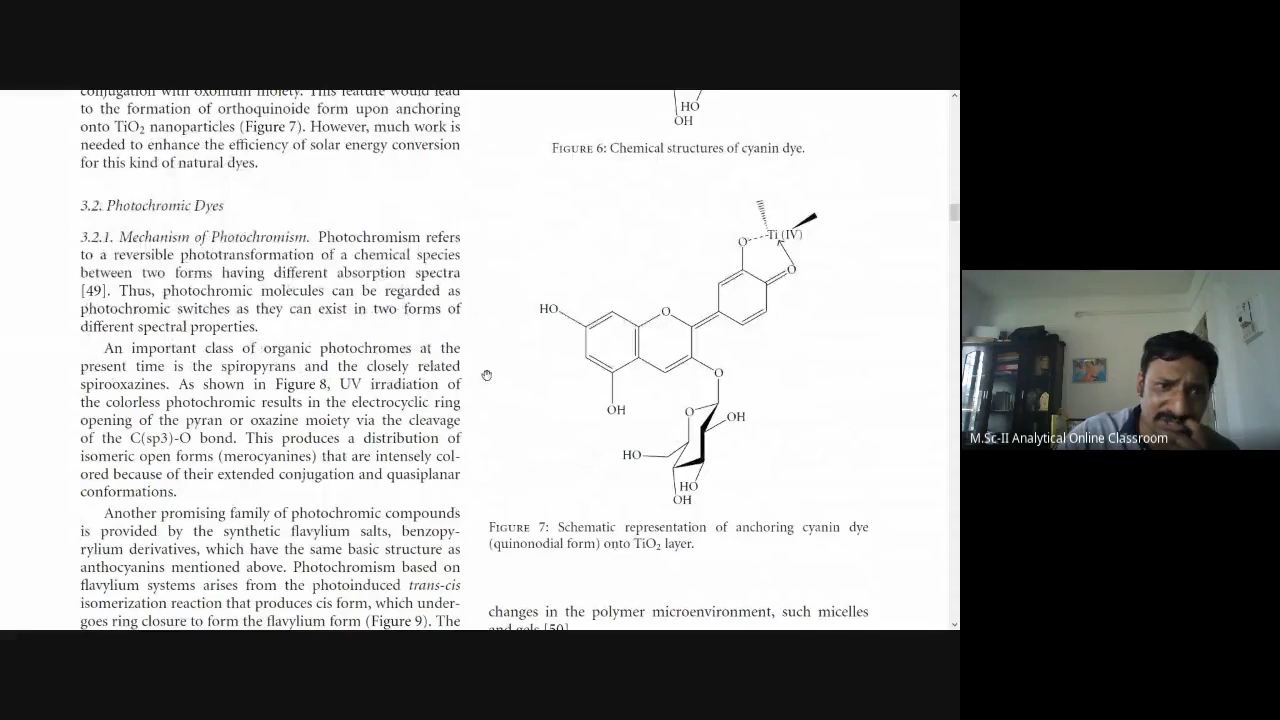 conjugation with oxonium moiety. This feature would lead
to the formation of orthoquinoide form upon anchoring
onto TiO2 nanoparticles (Figure 7). However, much work is
needed to enhance the efficiency of solar energy conversion
for this kind of natural dyes.
3.2. Photochromic Dyes
3.2.1. Mechanism of Photochromism. Photochromism refers
to a reversible phototransformation of a chemical species
between two forms having different absorption spectra
[49]. Thus, photochromic molecules can be regarded as
photochromic switches as they can exist in two forms of
different spectral properties.
An important class of organic photochromes at the
present time is the spiropyrans and the closely related
spirooxazines. As shown in Figure 8, UV irradiation of
the colorless photochromic results in the electrocyclic ring
opening of the pyran or oxazine moiety via the cleavage
of the C(sp3)-O bond. This produces a distribution of
isomeric open forms (merocyanines) that are intensely col-
ored because of their extended conjugation and quasiplanar
conformations.
Another promising family of photochromic compounds
is provided by the synthetic flavylium salts, benzopy-
rylium derivatives, which have the same basic structure as
anthocyanins mentioned above. Photochromism based on
flavylium systems arises from the photoinduced trans-cis
isomerization reaction that produces cis form, which under-
goes ring closure to form the flavylium form (Figure 9). The
HO
OH
FIGURE 6: Chemical structures of cyanin dye.
Ti (IV)
O
O
HO
O
O
OH
O
OH
HO
HO
OH
FIGURE 7: Schematic representation of anchoring cyanin dye
(quinonodial form) onto TiO2 layer.
changes in the polymer microenvironment, such micelles
and gels [50]
M.Sc-II Analytical Online Classroom